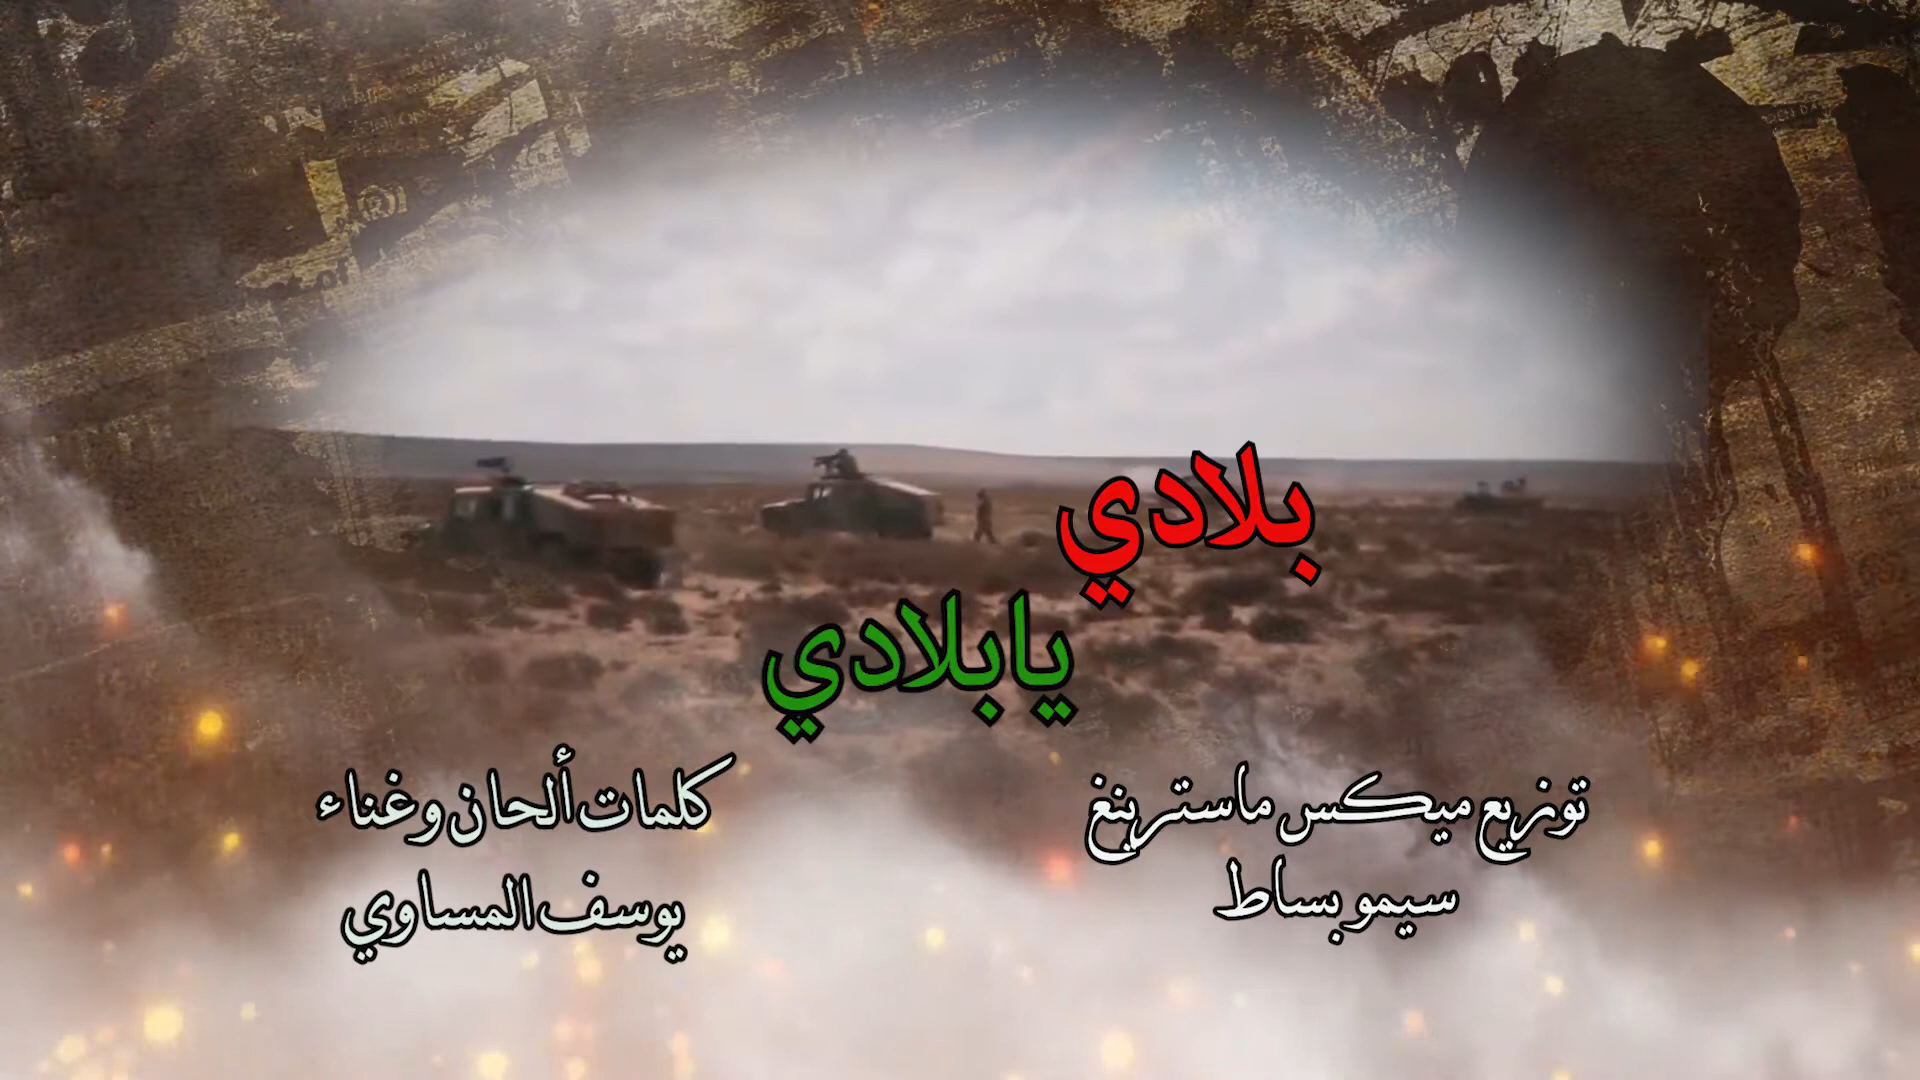 بلادي
يابلادي
توزيع ميكس ماسترينغ
سيمو بساط
كلمات ألحان وغناء
يوسف المساوي